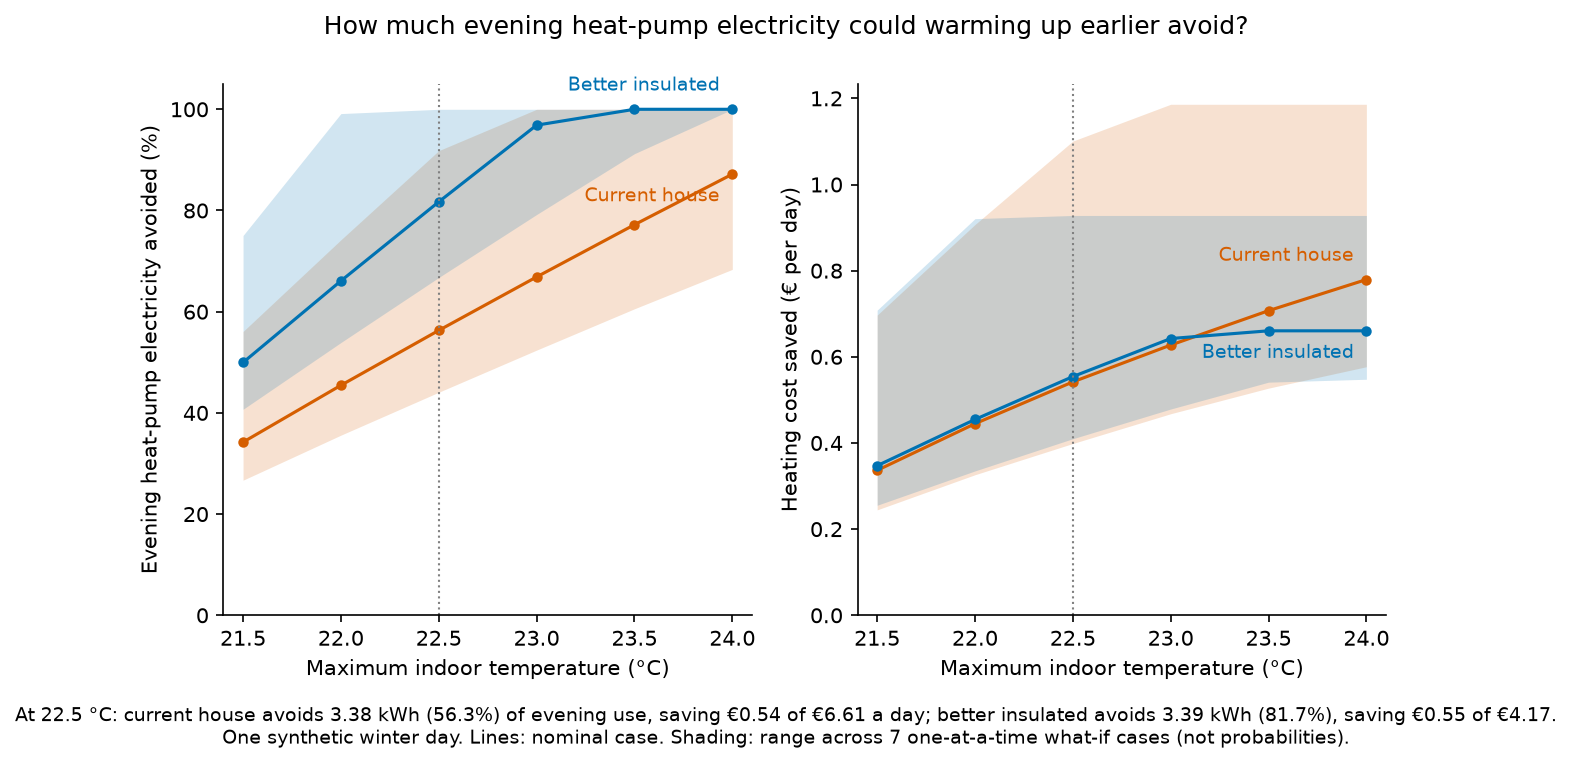 How much evening heat-pump electricity could warming up earlier avoid?
Evening heat-pump electricity avoided (%)
100
80
60
40
20
0
Better insulated
Current house
21.5 22.0 22.5 23.0 23.5 24.0
Maximum indoor temperature (°C)
Heating cost saved (€ per day)
1.2
1.0
0.8
0.6
0.4
0.2
0.0
Current house
Better insulated
21.5 22.0 22.5 23.0 23.5 24.0
Maximum indoor temperature (°C)
At 22.5 °C: current house avoids 3.38 kWh (56.3%) of evening use, saving €0.54 of €6.61 a day; better insulated avoids 3.39 kWh (81.7%), saving €0.55 of €4.17.
One synthetic winter day. Lines: nominal case. Shading: range across 7 one-at-a-time what-if cases (not probabilities).